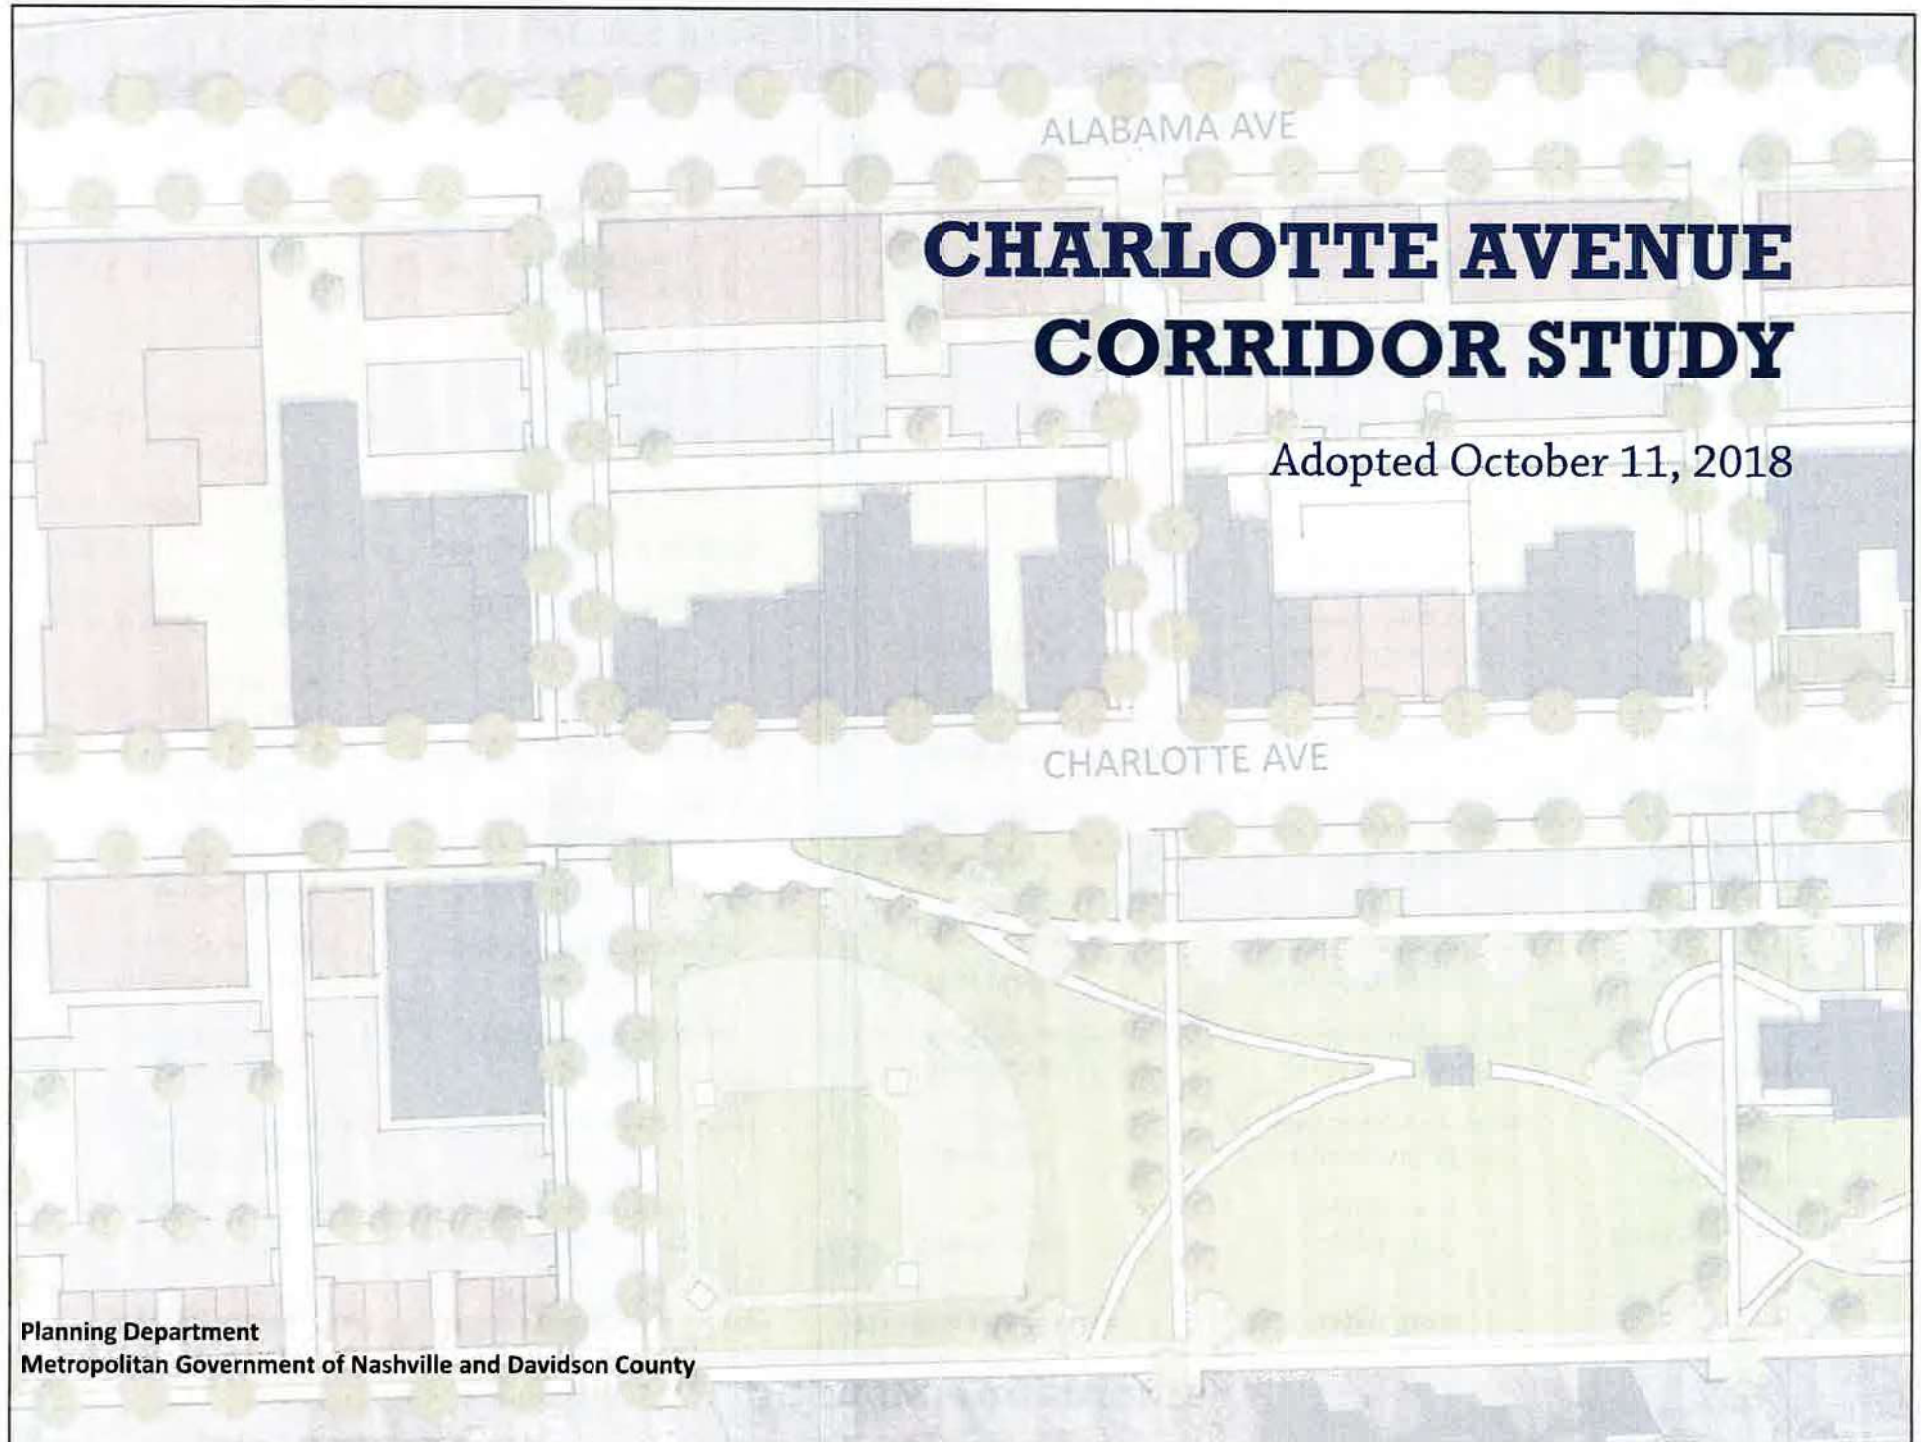 ALABAMA AVE
CHARLOTTE AVENUE
CORRIDOR STUDY
Adopted October 11, 2018
CHARLOTTE AVE
Planning Department
Metropolitan Government of Nashville and Davidson County